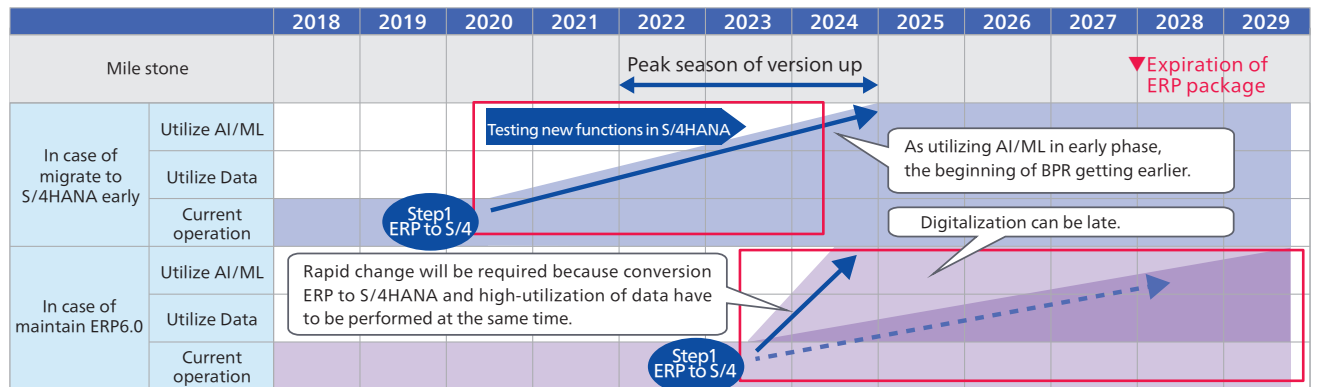 2018 2019 2020 2021 2022 2023 2024 2025 2026 2027 2028 2029
Mile stone
Peak season of version up
▼Expiration of
ERP package
In case of
migrate to
S/4HANA early
Utilize AI/ML
Utilize Data
Current
operation
Testing new functions in S/4HANA
As utilizing AI/ML in early phase,
the beginning of BPR getting earlier.
Step1
ERP to S/4
Digitalization can be late.
In case of
maintain ERP6.0
Utilize AI/ML
Utilize Data
Current
operation
Rapid change will be required because conversion
ERP to S/4HANA and high-utilization of data have
to be performed at the same time.
Step1
ERP to S/4